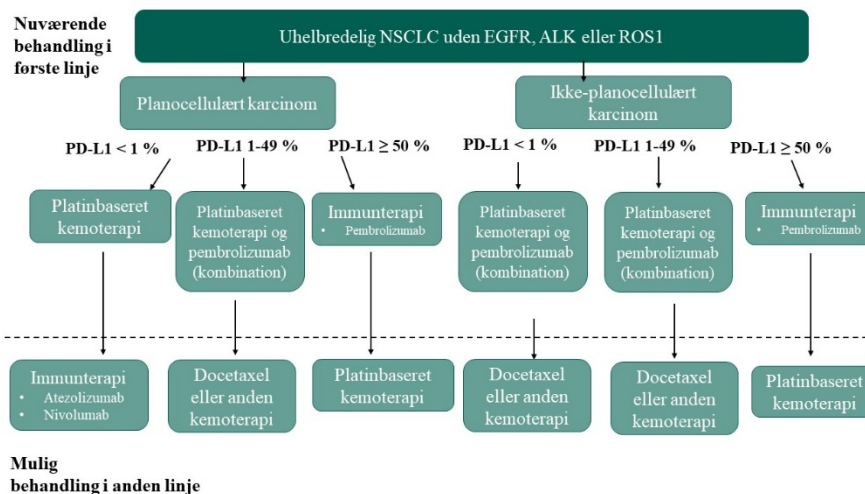 Nuværende
behandling i
første linje
Uhelbredelig NSCLC uden EGFR, ALK eller ROS1
Planocellulært karcinom
Ikke-planocellulært
karcinom
PD-L1 < 1 %
PD-L1 1-49 %
PD-L1 ≥ 50 %
PD-L1 < 1 %
PD-L1 1-49 %
PD-L1 ≥ 50 %
Platinbaseret
kemoterapi
Platinbaseret
kemoterapi og
pembrolizumab
(kombination)
Immunterapi
• Pembrolizumab
Platinbaseret
kemoterapi og
pembrolizumab
(kombination)
Platinbaseret
kemoterapi og
pembrolizumab
(kombination)
Immunterapi
• Pembrolizumab
Immunterapi
• Atezolizumab
• Nivolumab
Docetaxel
eller anden
kemoterapi
Platinbaseret
kemoterapi
Docetaxel
eller anden
kemoterapi
Docetaxel
eller anden
kemoterapi
Platinbaseret
kemoterapi
Mulig
behandling i anden linje